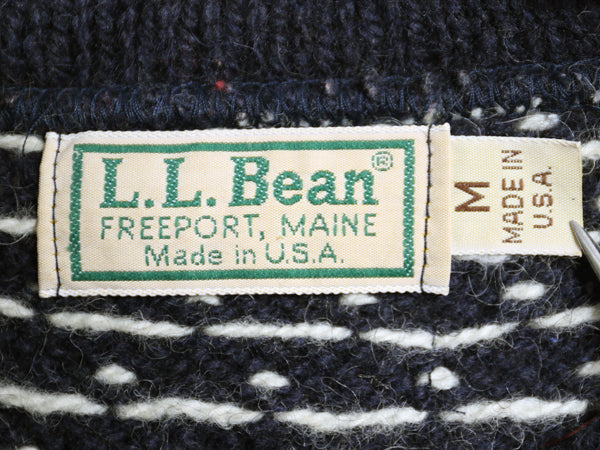 L.L.Bean®
FREEPORT, MAINE
Made in U.S.A.
M
MADE IN
U.S.A.